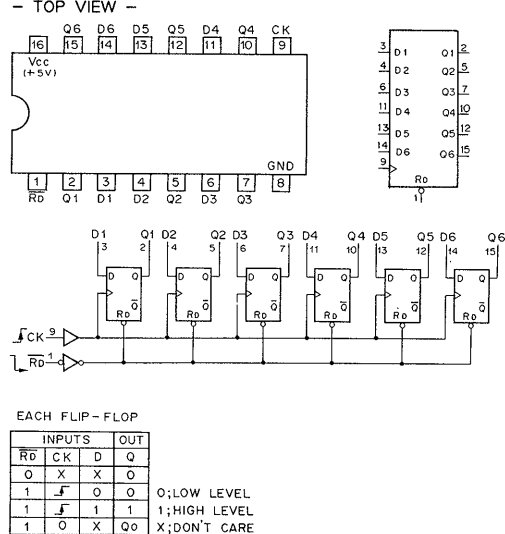 – TOP VIEW –
Q6 D6 D5 Q5 D4 Q4 CK
16 15 14 13 12 11 10 9
Vcc
(+5V)
GND
1 2 3 4 5 6 7 8
RD Q1 D1 D2 Q2 D3 Q3
3 D1 Q1 2
4 D2 Q2 5
6 D3 Q3 7
11 D4 Q4 10
13 D5 Q5 12
14 D6 Q6 15
9
RD
1
D1 Q1 D2 Q2 D3 Q3 D4 Q4 D5 Q5 D6 Q6
3 2 4 5 6 7 11 10 13 12 14 15
D Q D Q D Q D Q D Q D Q
Q Q Q Q Q Q
RD RD RD RD RD RD
CK 9
RD 1
EACH FLIP-FLOP
INPUTS OUT
RD CK D Q
0 X X 0
1 0 0 0;LOW LEVEL
1 1 1 1;HIGH LEVEL
1 0 X Q0 X;DON'T CARE